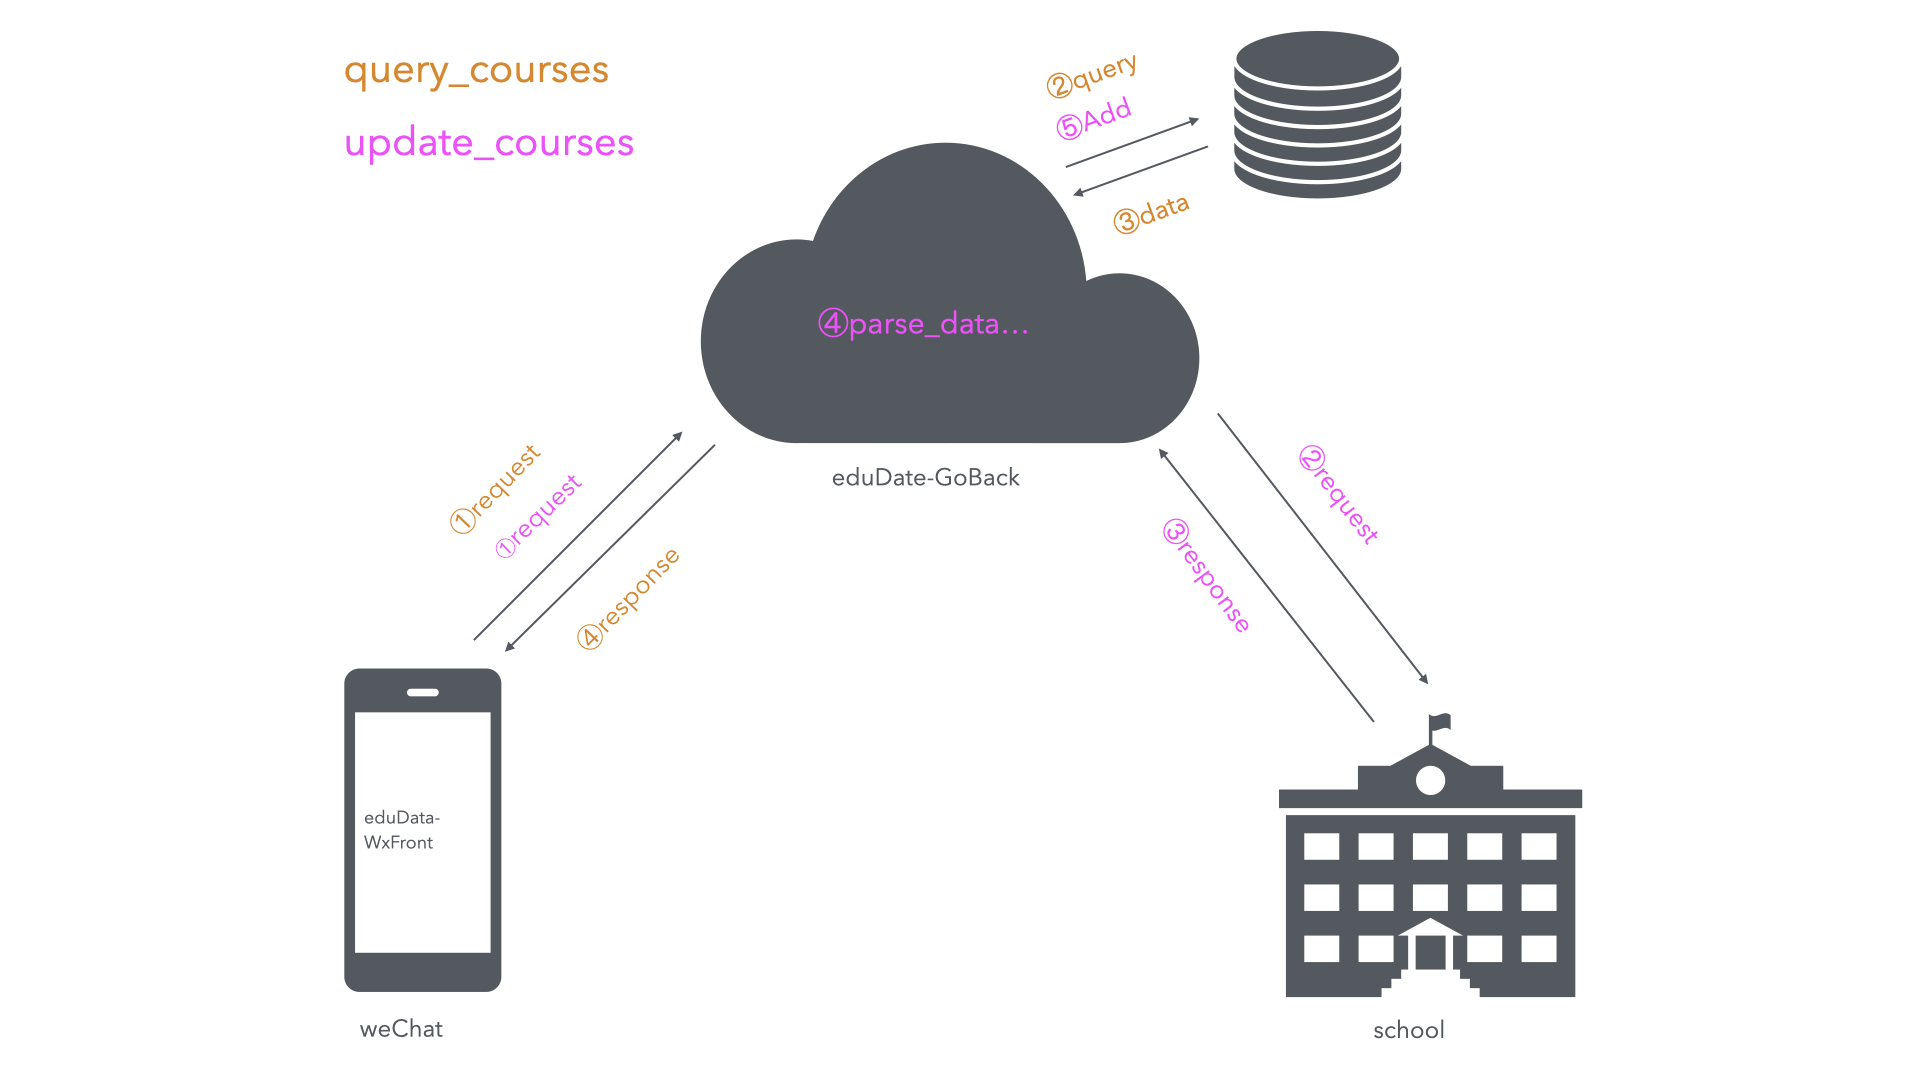 query_courses
update_courses
②query
⑤Add
③data
④parse_data...
eduDate-GoBack
①request
①request
④response
②request
③response
eduData-
WxFront
weChat
school